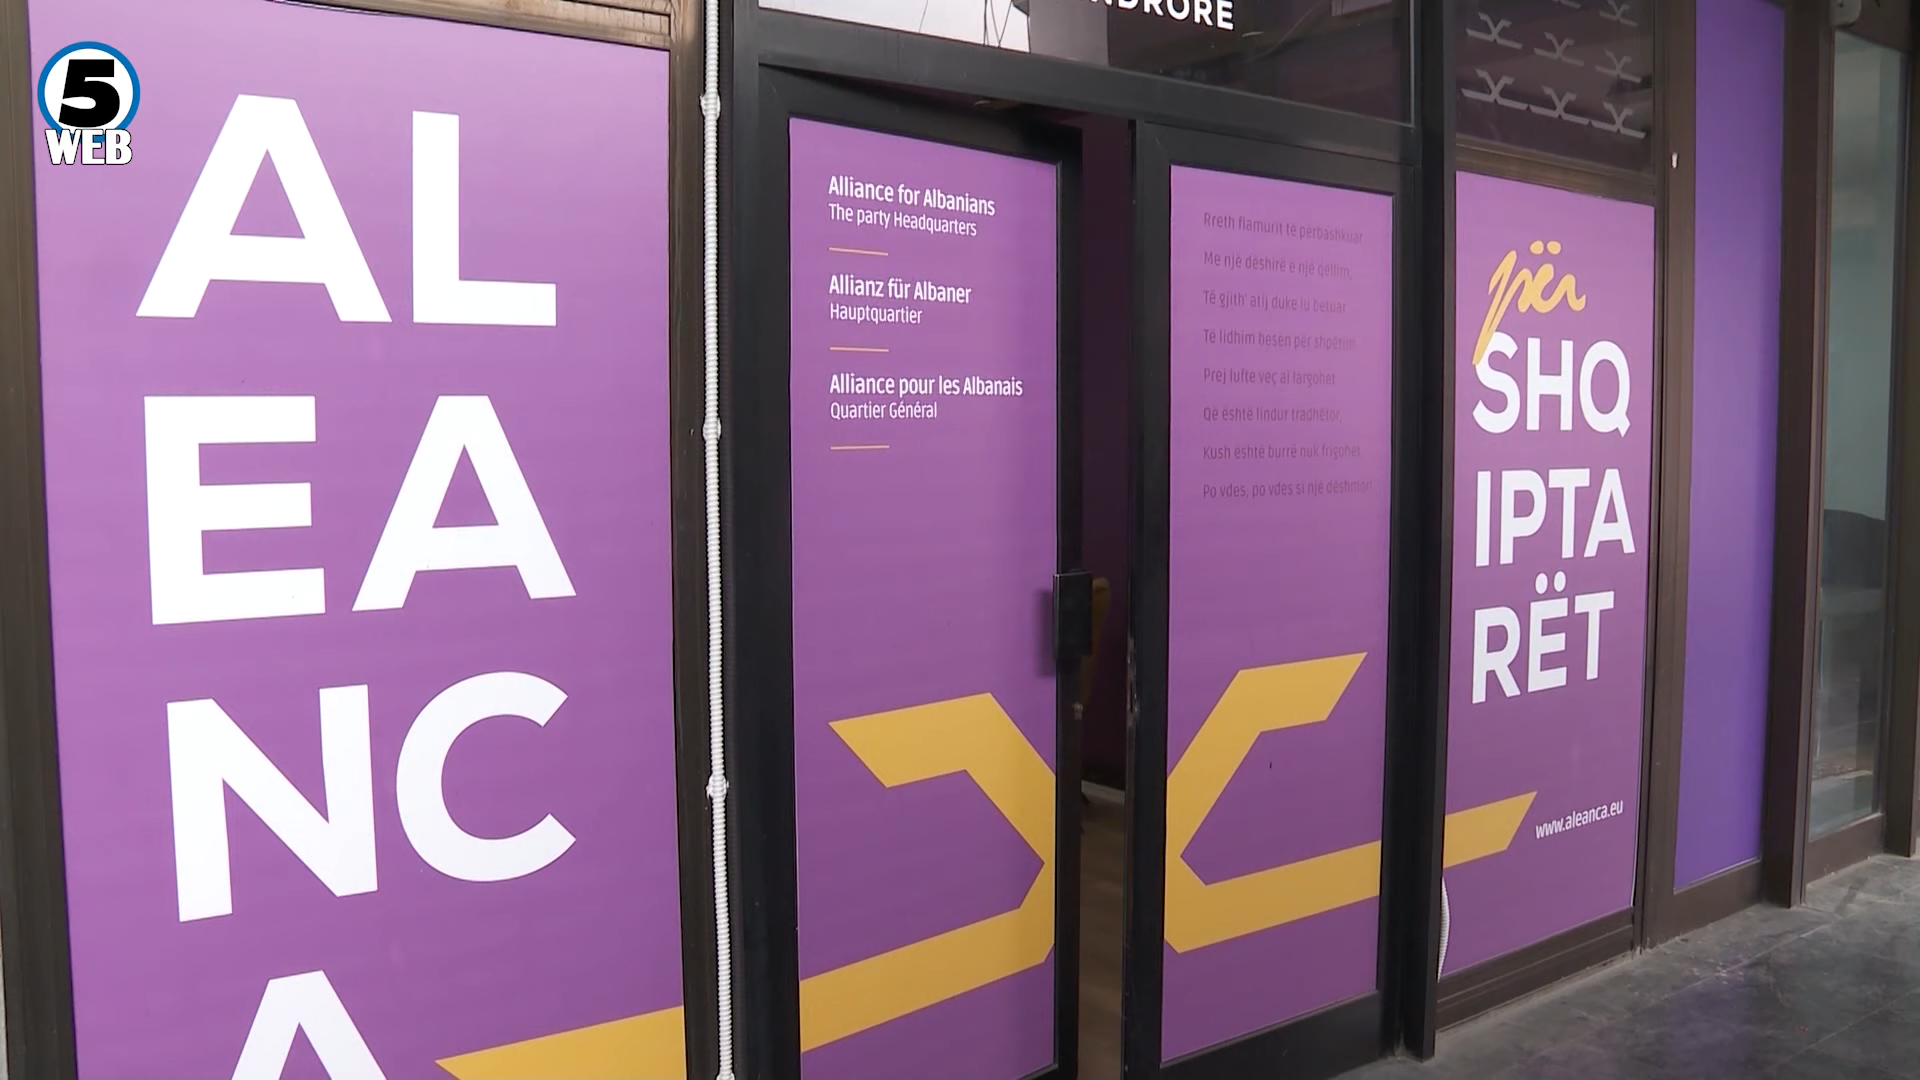 5
WEB
AL
EA
NC
A
Alliance for Albanians
The party Headquarters
Allianz für Albaner
Hauptquartier
Alliance pour les Albanais
Quartier Général
Rreth flamurit të përbashkuar
Me një dëshirë e një qëllim,
Të gjith' atij duke iu betuar
Të lidhim besën për shpëtim
Prej lufte veç ai largohet
Që është lindur tradhëtor,
Kush është burrë nuk frigohet
Po vdes, po vdes si një dëshmor
për
SHQ
IPTA
RËT
www.aleanca.eu